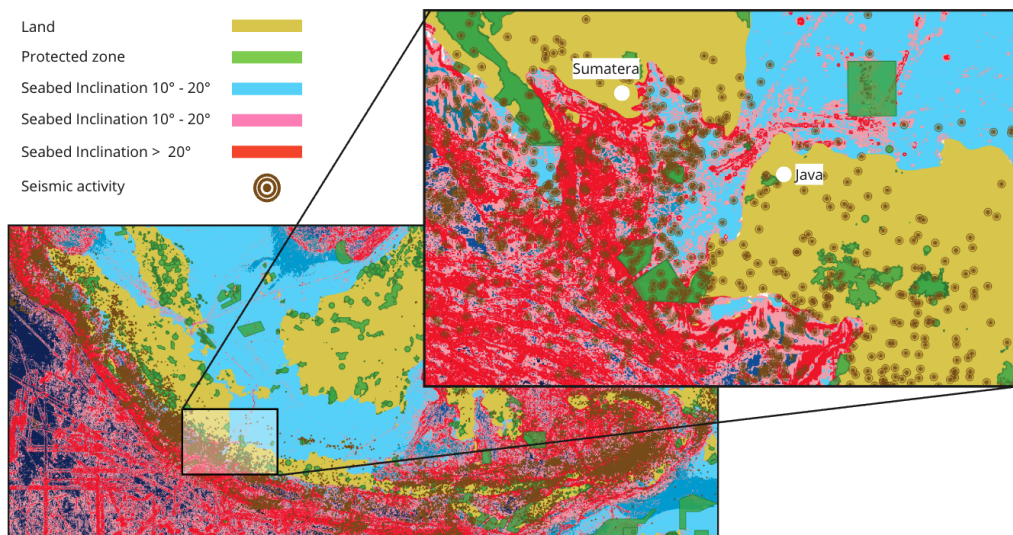 Land
Protected zone
Seabed Inclination 10° - 20°
Seabed Inclination 10° - 20°
Seabed Inclination > 20°
Seismic activity
Sumatera
Java